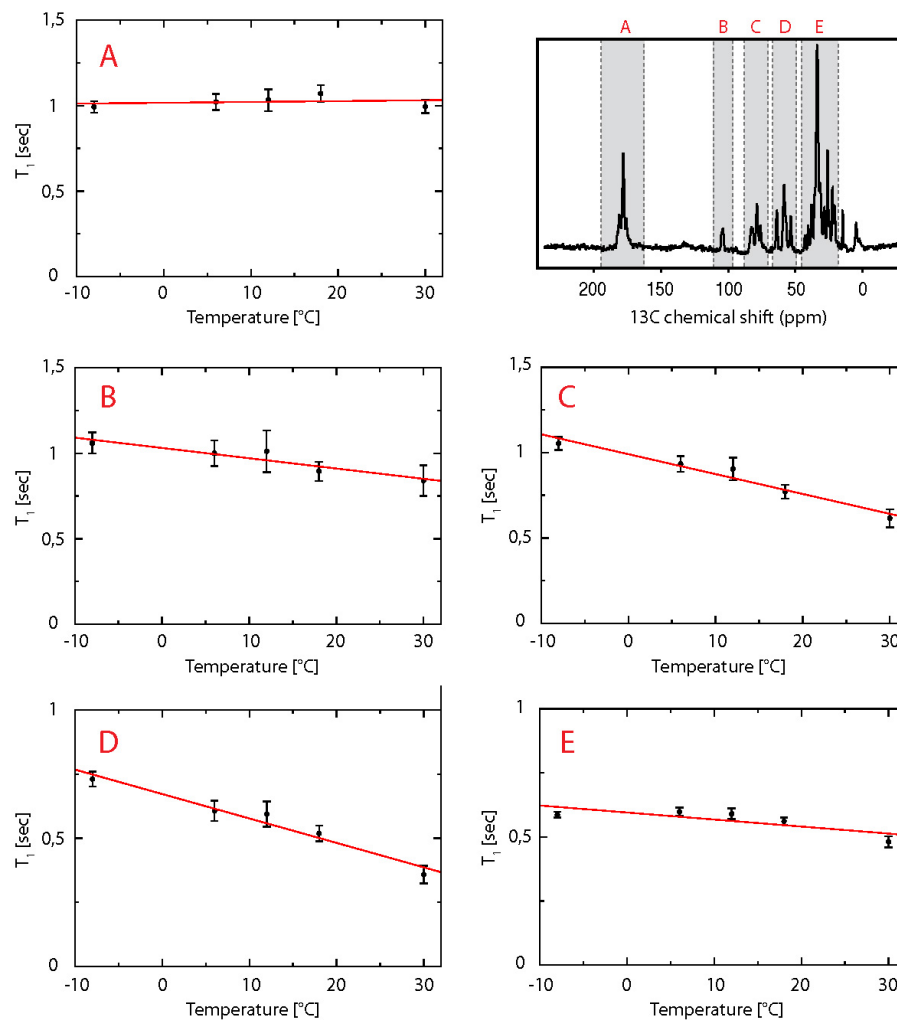 A
1,5
1
0,5
0
T1 [sec]
-10 0 10 20 30
Temperature [°C]
A B C D E
200 150 100 50 0
13C chemical shift (ppm)
B
1,5
1
0,5
0
T1 [sec]
-10 0 10 20 30
Temperature [°C]
C
1,5
1
0,5
0
T1 [sec]
-10 0 10 20 30
Temperature [°C]
D
1
0,5
0
T1 [sec]
-10 0 10 20 30
Temperature [°C]
E
1
0,5
0
T1 [sec]
-10 0 10 20 30
Temperature [°C]